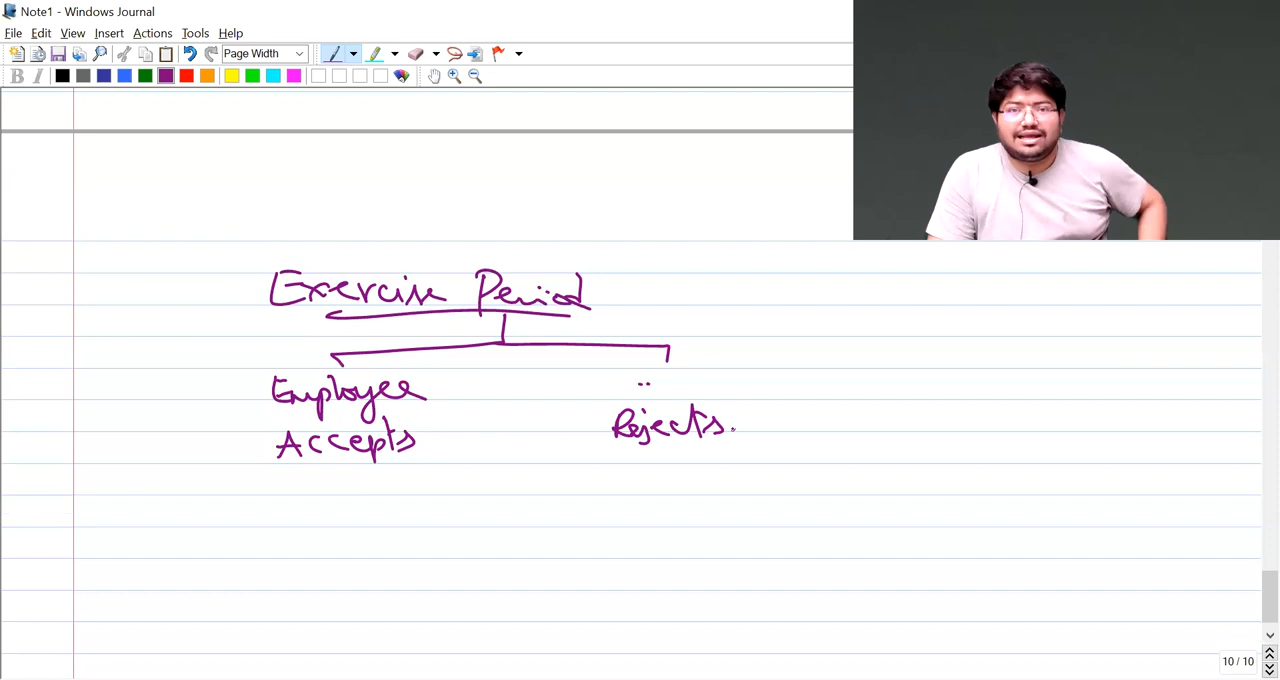 Note1 - Windows Journal
File Edit View Insert Actions Tools Help
Page Width
B I
Exercise Period
Employee
Accepts
"
Rejects.
10 / 10